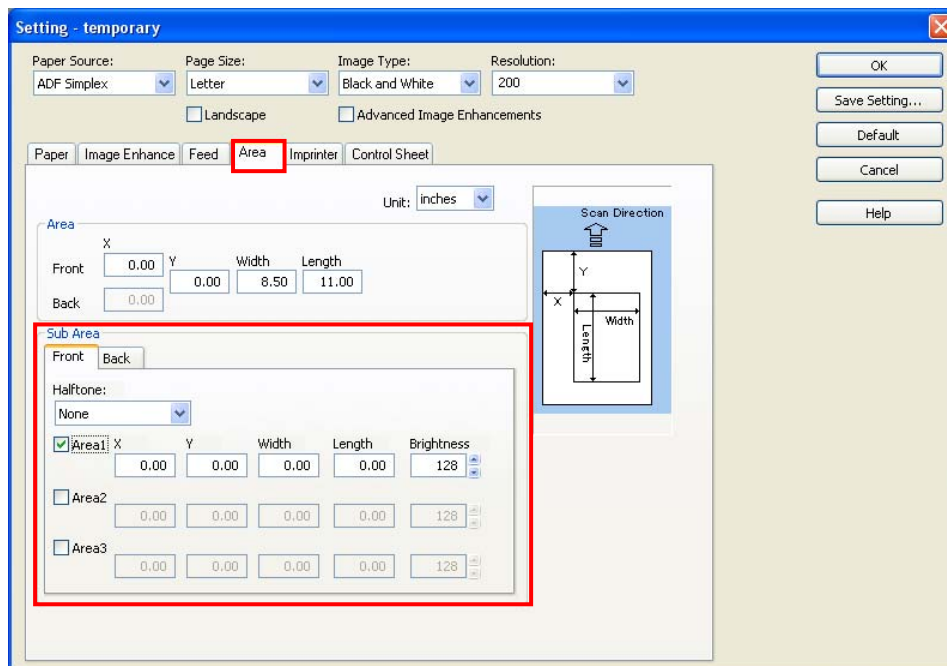 Setting - temporary
Paper Source: Page Size: Image Type: Resolution:
ADF Simplex Letter Black and White 200
Landscape Advanced Image Enhancements
OK
Save Setting...
Default
Cancel
Help
Paper Image Enhance Feed Area Imprinter Control Sheet
Unit: inches
Area
X Y Width Length
Front 0.00 0.00 8.50 11.00
Back 0.00
Scan Direction
Y
X
Width
Length
Sub Area
Front Back
Halftone:
None
Area1 X Y Width Length Brightness
0.00 0.00 0.00 0.00 128
Area2
0.00 0.00 0.00 0.00 128
Area3
0.00 0.00 0.00 0.00 128